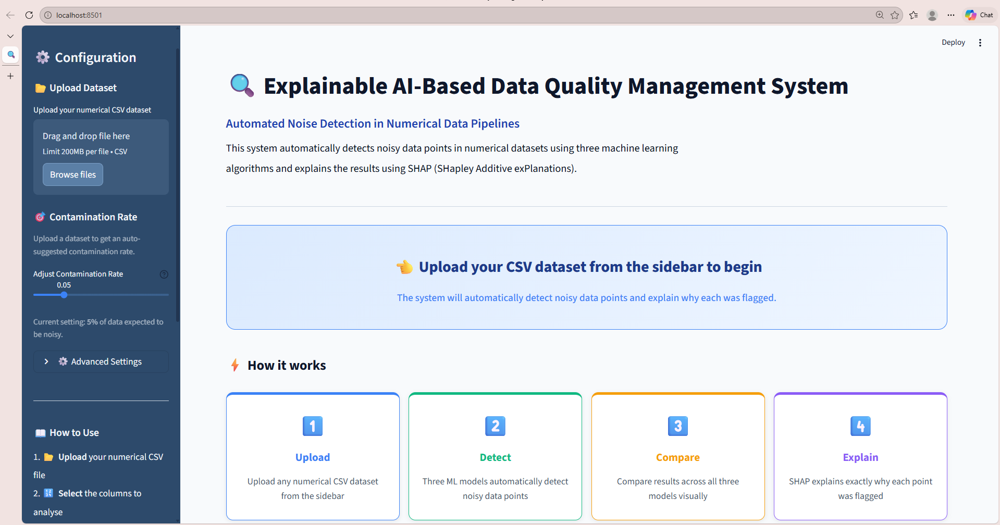 localhost:8501
Chat
Deploy
Configuration
Upload Dataset
Upload your numerical CSV dataset
Drag and drop file here
Limit 200MB per file • CSV
Browse files
Contamination Rate
Upload a dataset to get an auto-
suggested contamination rate.
Adjust Contamination Rate
0.05
Current setting: 5% of data expected to
be noisy.
Advanced Settings
How to Use
1. Upload your numerical CSV
file
2. Select the columns to
analyse
Explainable AI-Based Data Quality Management System
Automated Noise Detection in Numerical Data Pipelines
This system automatically detects noisy data points in numerical datasets using three machine learning
algorithms and explains the results using SHAP (SHapley Additive exPlanations).
Upload your CSV dataset from the sidebar to begin
The system will automatically detect noisy data points and explain why each was flagged.
How it works
1
Upload
Upload any numerical CSV dataset
from the sidebar
2
Detect
Three ML models automatically detect
noisy data points
3
Compare
Compare results across all three
models visually
4
Explain
SHAP explains exactly why each point
was flagged